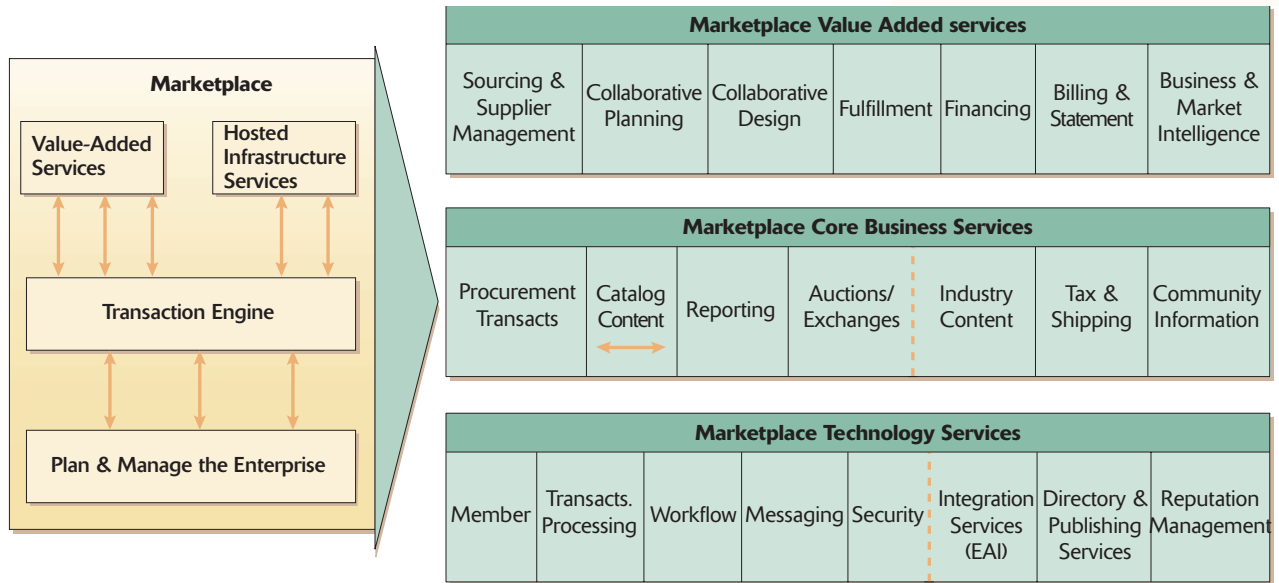 Marketplace
Value-Added
Services
Hosted
Infrastructure
Services
Transaction Engine
Plan & Manage the Enterprise
Marketplace Value Added services
Sourcing &
Supplier
Management
Collaborative
Planning
Collaborative
Design
Fulfillment
Financing
Billing &
Statement
Business &
Market
Intelligence
Marketplace Core Business Services
Procurement
Transacts
Catalog
Content
Reporting
Auctions/
Exchanges
Industry
Content
Tax &
Shipping
Community
Information
Marketplace Technology Services
Member
Transacts.
Processing
Workflow
Messaging
Security
Integration
Services
(EAI)
Directory &
Publishing
Services
Reputation
Management